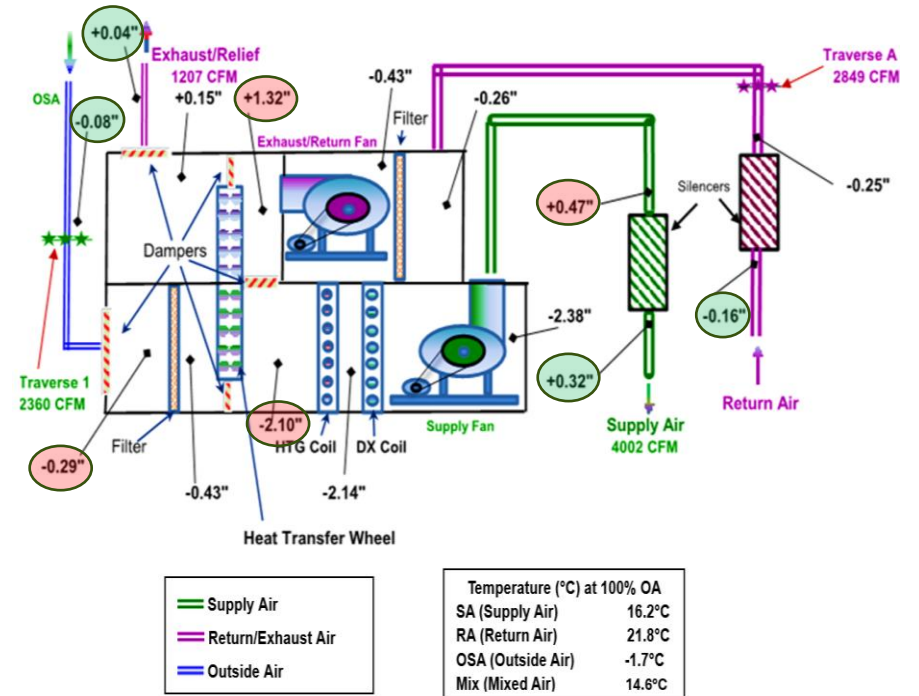 +0.04"
Exhaust/Relief
1207 CFM
-0.43"
Traverse A
2849 CFM
OSA
+0.15"
+1.32"
-0.26"
Filter
-0.08"
Exhaust/Return Fan
-0.25"
Silencers
+0.47"
Dampers
-0.16"
-2.38"
+0.32"
Traverse 1
2360 CFM
Return Air
Supply Air
4002 CFM
Supply Fan
-2.10"
HTG Coil
DX Coil
Filter
-0.29"
-0.43"
-2.14"
Heat Transfer Wheel
Supply Air
Return/Exhaust Air
Outside Air
Temperature (°C) at 100% OA
SA (Supply Air) 16.2°C
RA (Return Air) 21.8°C
OSA (Outside Air) -1.7°C
Mix (Mixed Air) 14.6°C